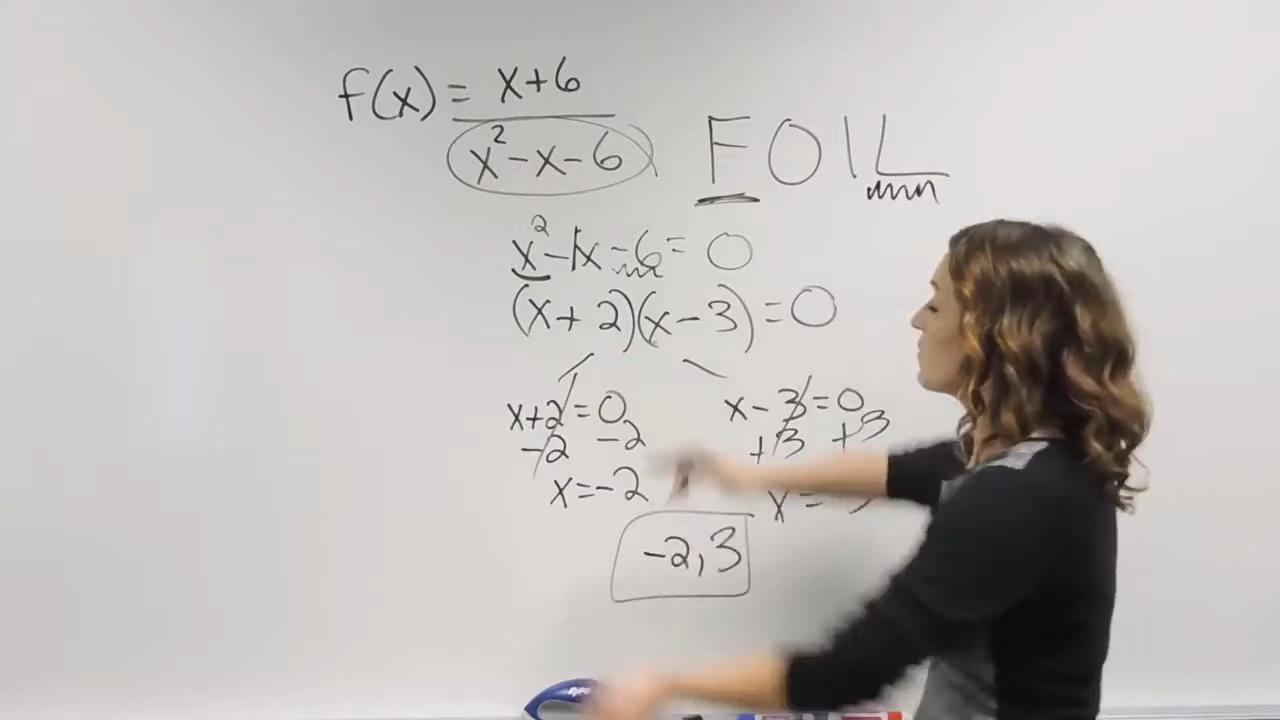 f(x) = x+6
x² - x - 6
FOIL
x² - 1x - 6 = 0
(x + 2)(x - 3) = 0
x+2 = 0
-2 -2
x = -2
x - 3 = 0
+3 +3
x =
-2, 3
EXPO